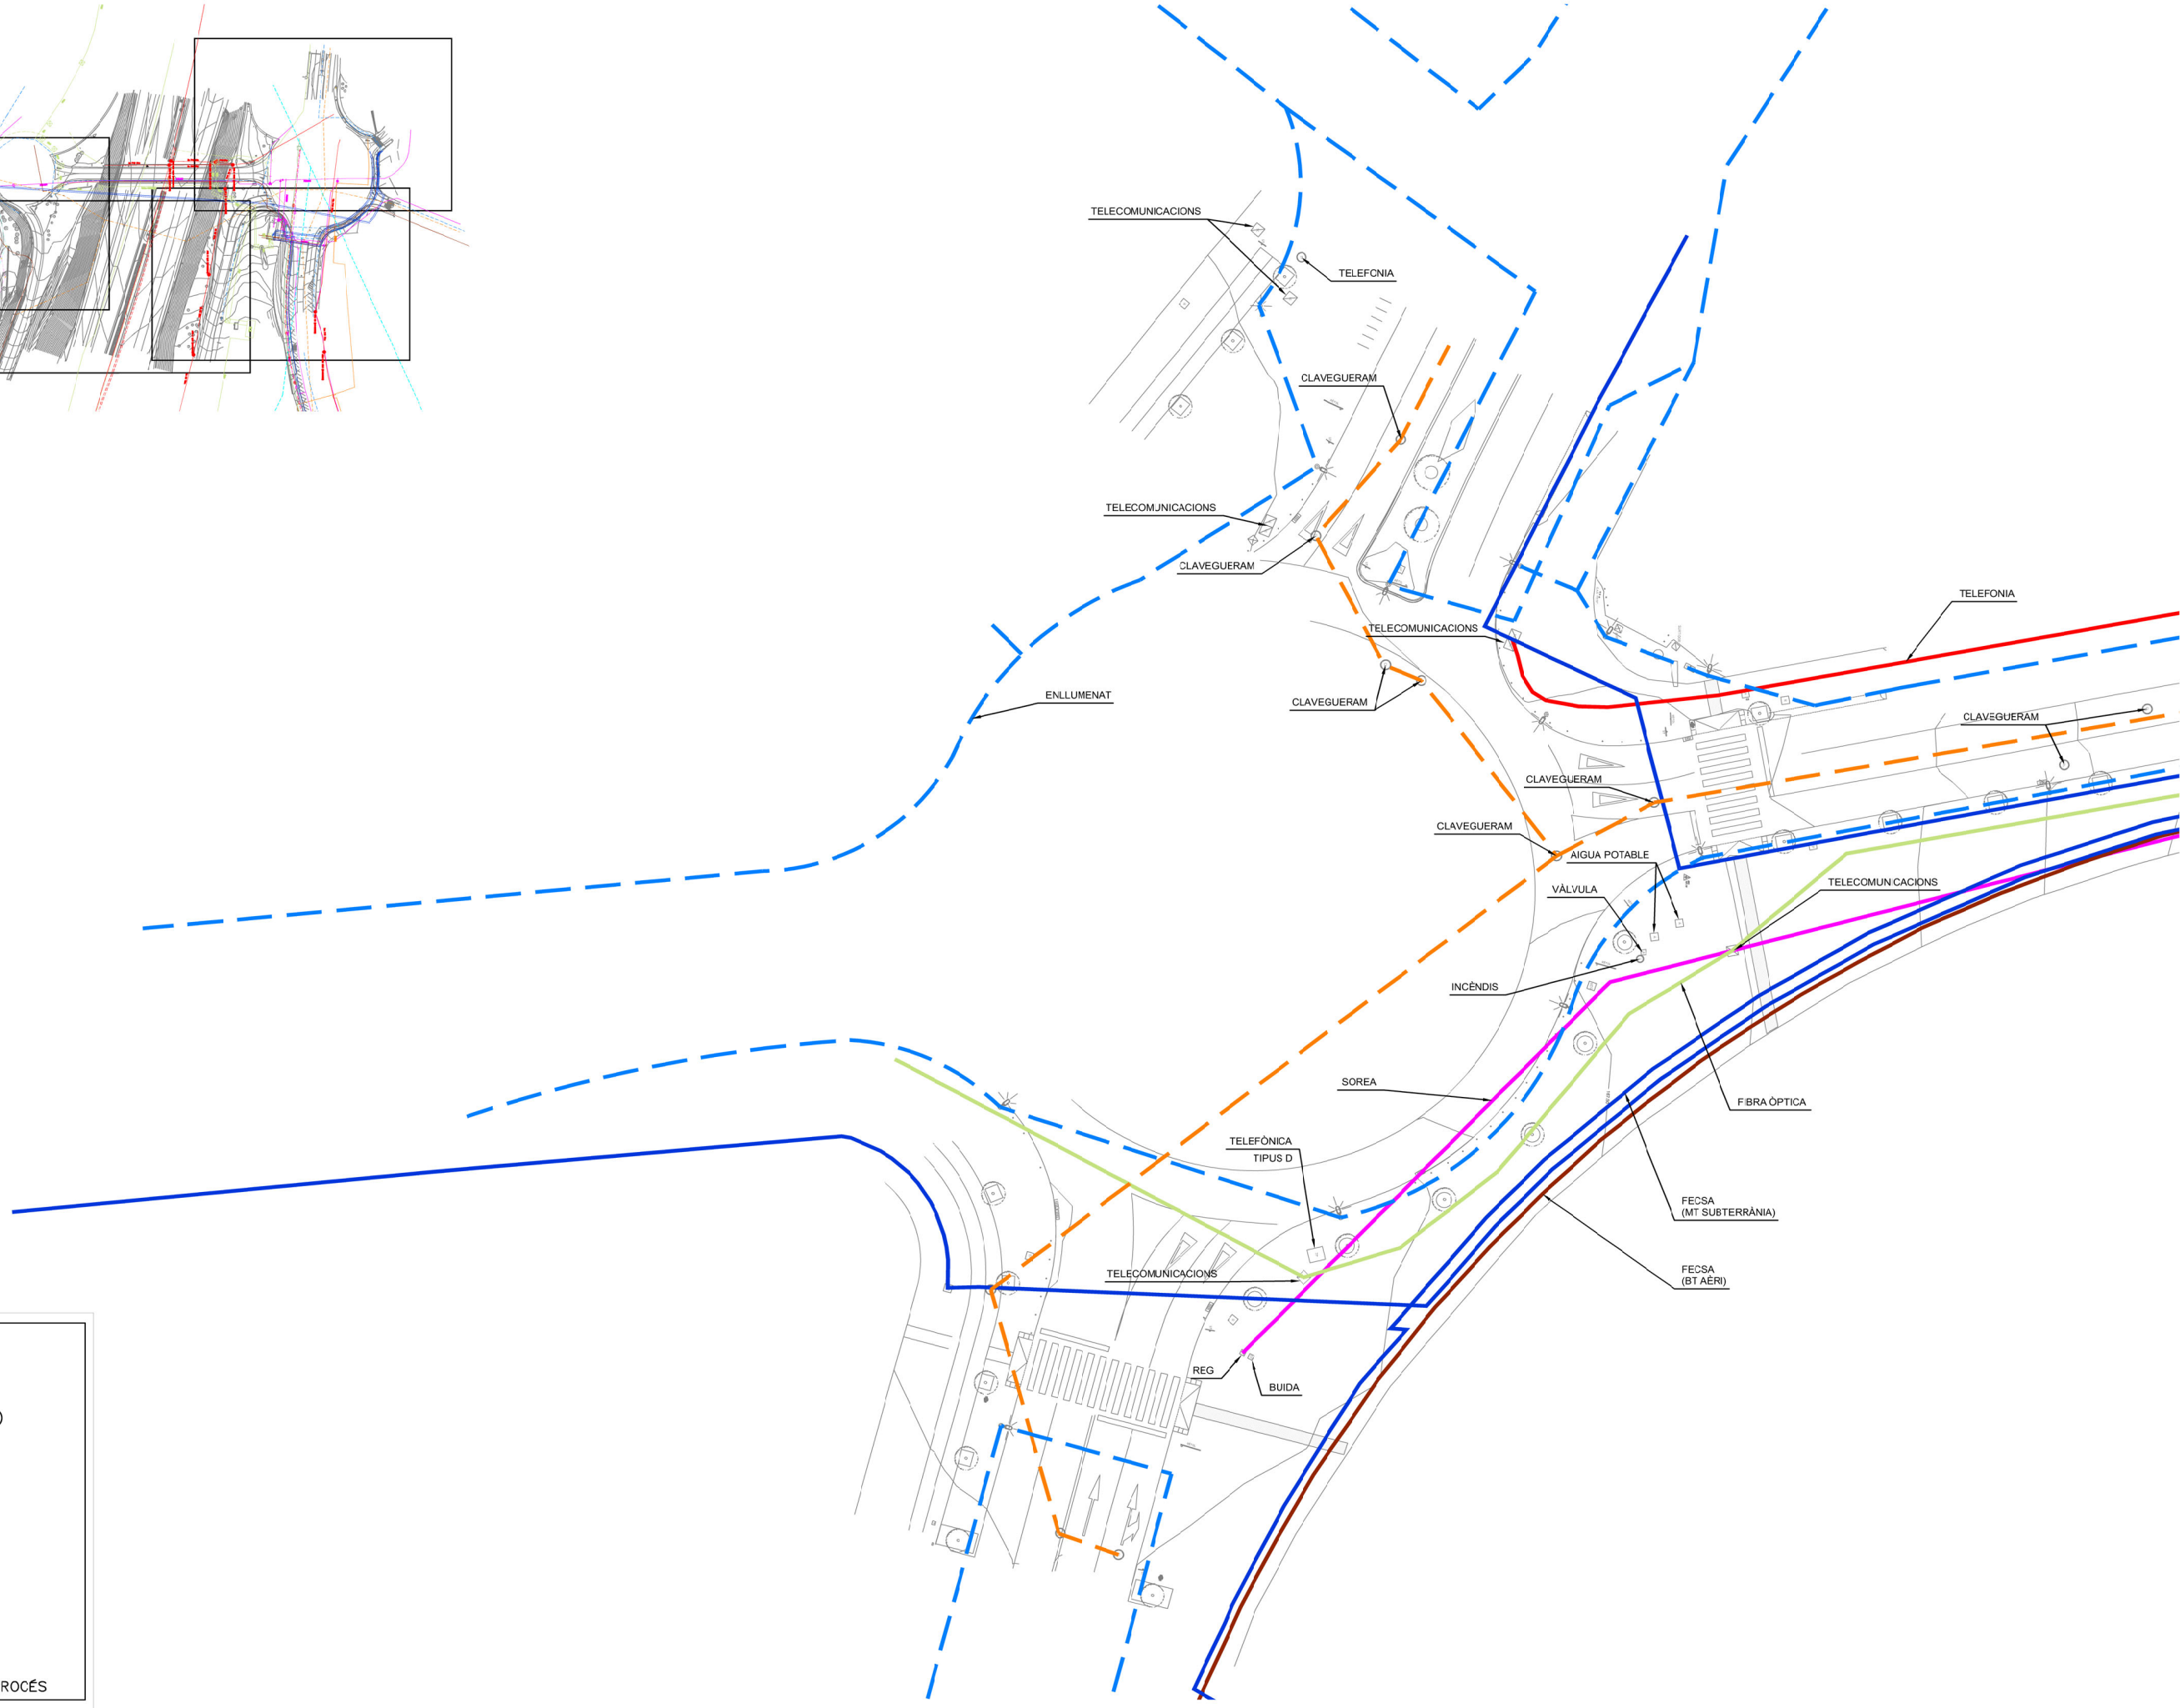 TELECOMUNICACIONS
TELEFONIA
CLAVEGUERAM
TELECOMUNICACIONS
CLAVEGUERAM
TELEFONIA
TELECOMUNICACIONS
ENLLUMENAT
CLAVEGUERAM
CLAVEGUERAM
CLAVEGUERAM
CLAVEGUERAM
AIGUA POTABLE
TELECOMUNICACIONS
VÀLVULA
INCÈNDIS
SOREA
FIBRA ÒPTICA
TELEFÒNICA
TIPUS D
FECSA
(MT SUBTERRÀNIA)
TELECOMUNICACIONS
FECSA
(BT AÈRI)
REG
BUIDA
)
ROCÉS